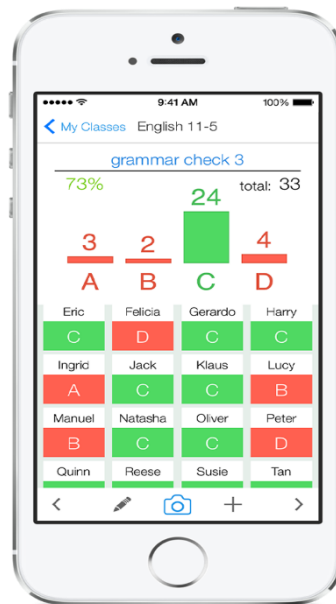 9:41 AM 100%
My Classes English 11-5
grammar check 3
73% total: 33
24
3 2 4
A B C D
Eric Felicia Gerardo Harry
C D C C
Ingrid Jack Klaus Lucy
A C C B
Manuel Natasha Oliver Peter
B C C D
Quinn Reese Susie Tan